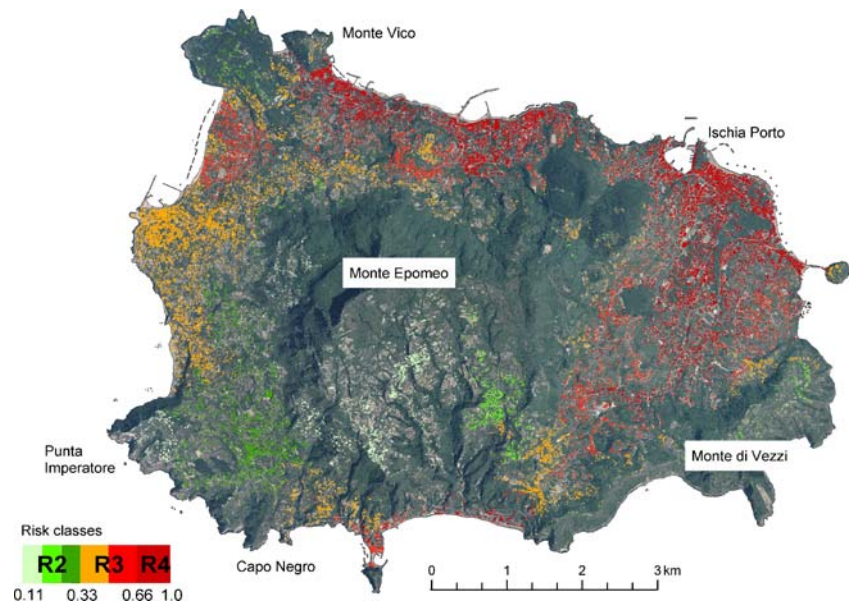 Monte Vico
Ischia Porto
Monte Epomeo
Punta
Imperatore
Monte di Vezzi
Risk classes
R2 R3 R4
0.11 0.33 0.66 1.0
Capo Negro
0 1 2 3 km